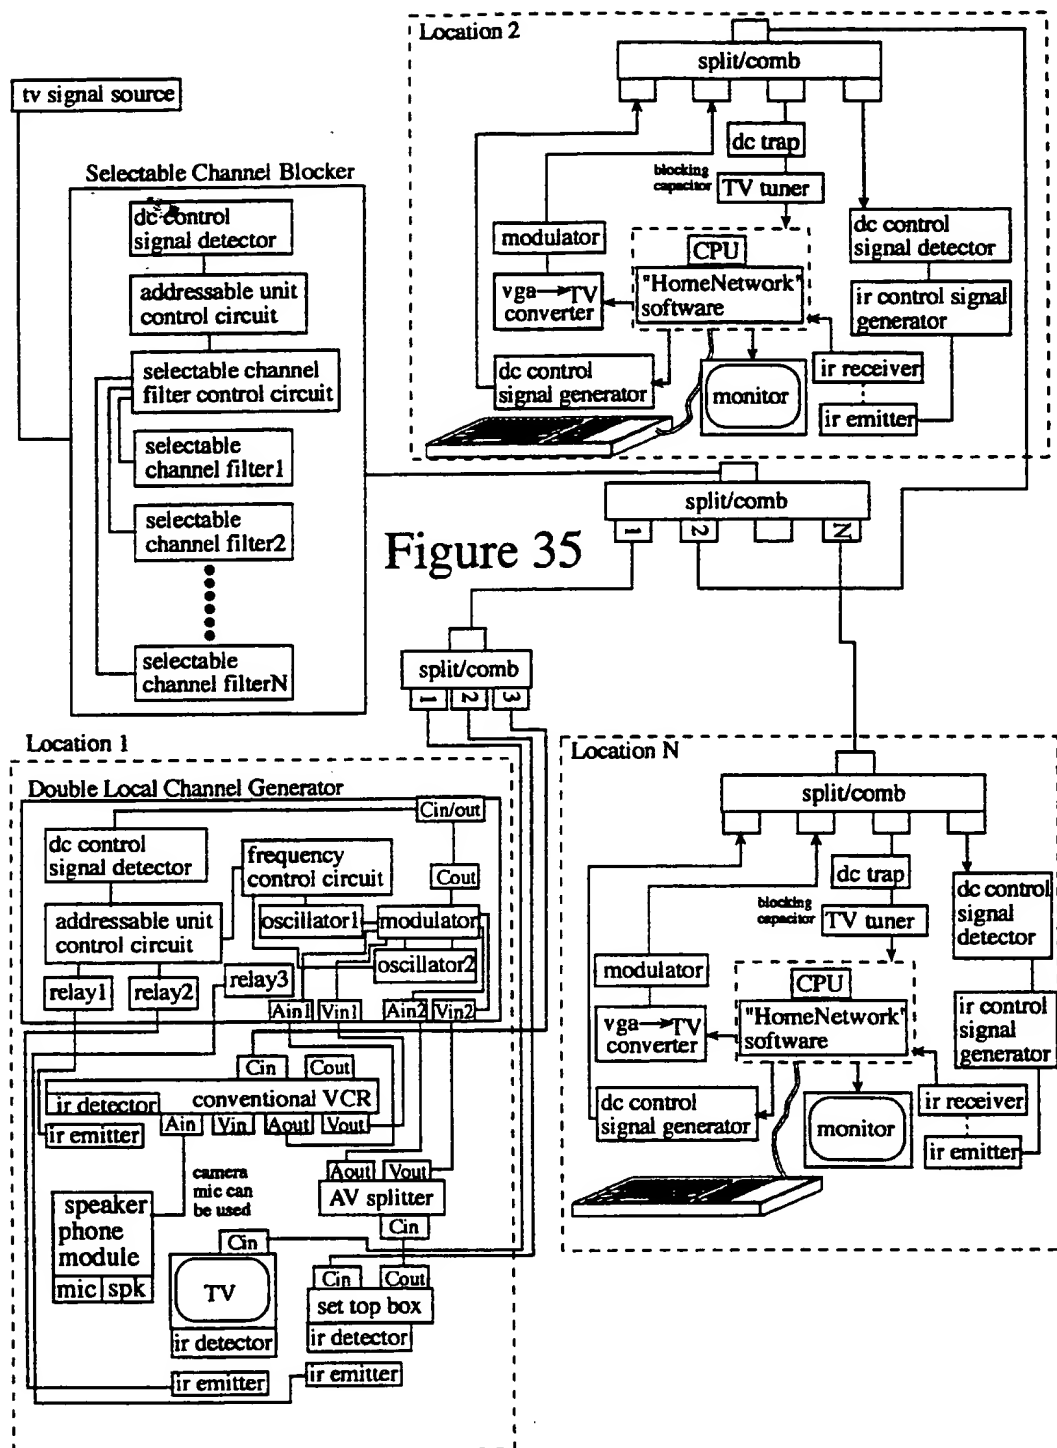 Location 2
split/comb
dc trap
blocking
capacitor
TV tuner
modulator
CPU
"HomeNetwork"
software
vga→TV
converter
dc control
signal detector
ir control signal
generator
dc control
signal generator
monitor
ir receiver
ir emitter
tv signal source
Selectable Channel Blocker
dc control
signal detector
addressable unit
control circuit
selectable channel
filter control circuit
selectable
channel filter1
selectable
channel filter2
selectable
channel filterN
split/comb
1
2
N
Figure 35
split/comb
1
2
3
Location 1
Double Local Channel Generator
Cin/out
dc control
signal detector
frequency
control circuit
Cout
addressable unit
control circuit
oscillator1
modulator
oscillator2
relay1
relay2
relay3
Ain1
Vin1
Ain2
Vin2
Cin
Cout
ir detector
conventional VCR
ir emitter
Ain
Vin
Aout
Vout
camera
mic can
be used
Aout
Vout
AV splitter
Cin
speaker
phone
module
mic
spk
Cin
TV
ir detector
Cin
Cout
set top box
ir detector
ir emitter
ir emitter
Location N
split/comb
dc trap
blocking
capacitor
TV tuner
dc control
signal
detector
modulator
CPU
"HomeNetwork"
software
vga→TV
converter
ir control
signal
generator
dc control
signal generator
monitor
ir receiver
ir emitter